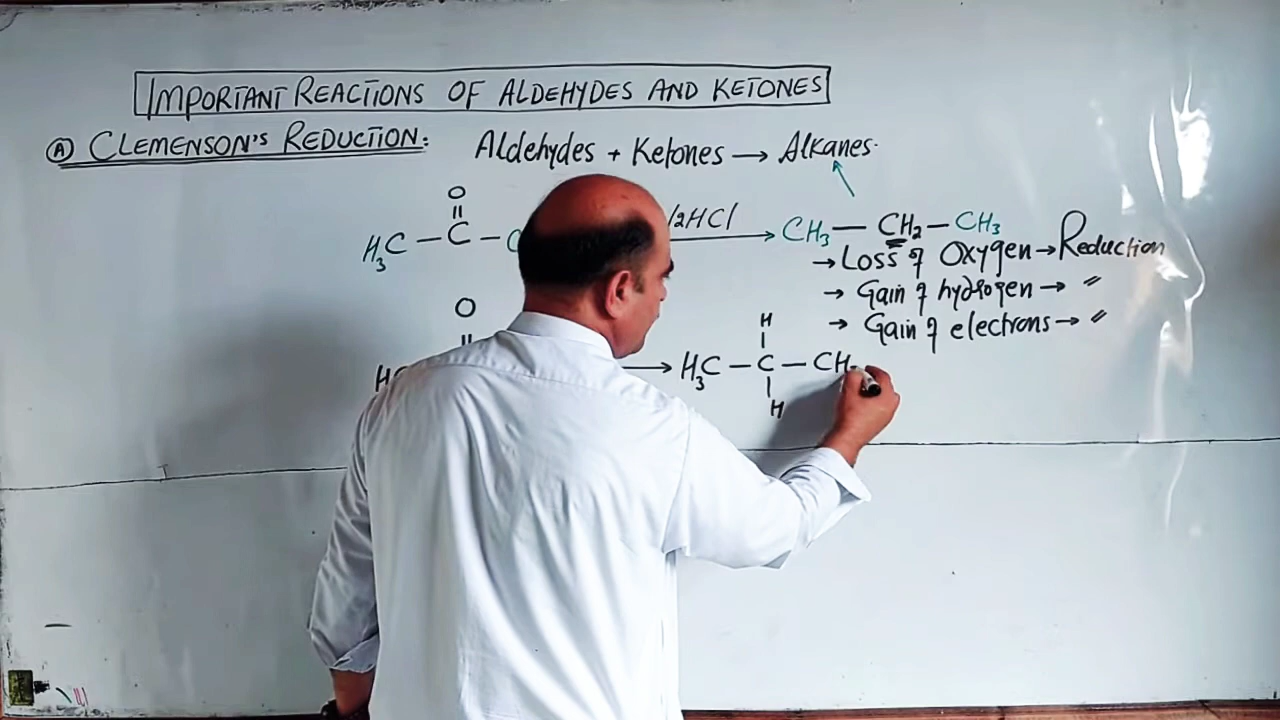 IMPORTANT REACTIONS OF ALDEHYDES AND KETONES
Ⓐ CLEMENSON'S REDUCTION: Aldehydes + Ketones → Alkanes.
O
||
H₃C — C — C /2HCl → CH₃ — CH₂ — CH₃
→ Loss of Oxygen → Reduction
→ Gain of hydrogen → 〃
→ Gain of electrons → 〃
O
||
H → H₃C — C — CH
H
|
|
H